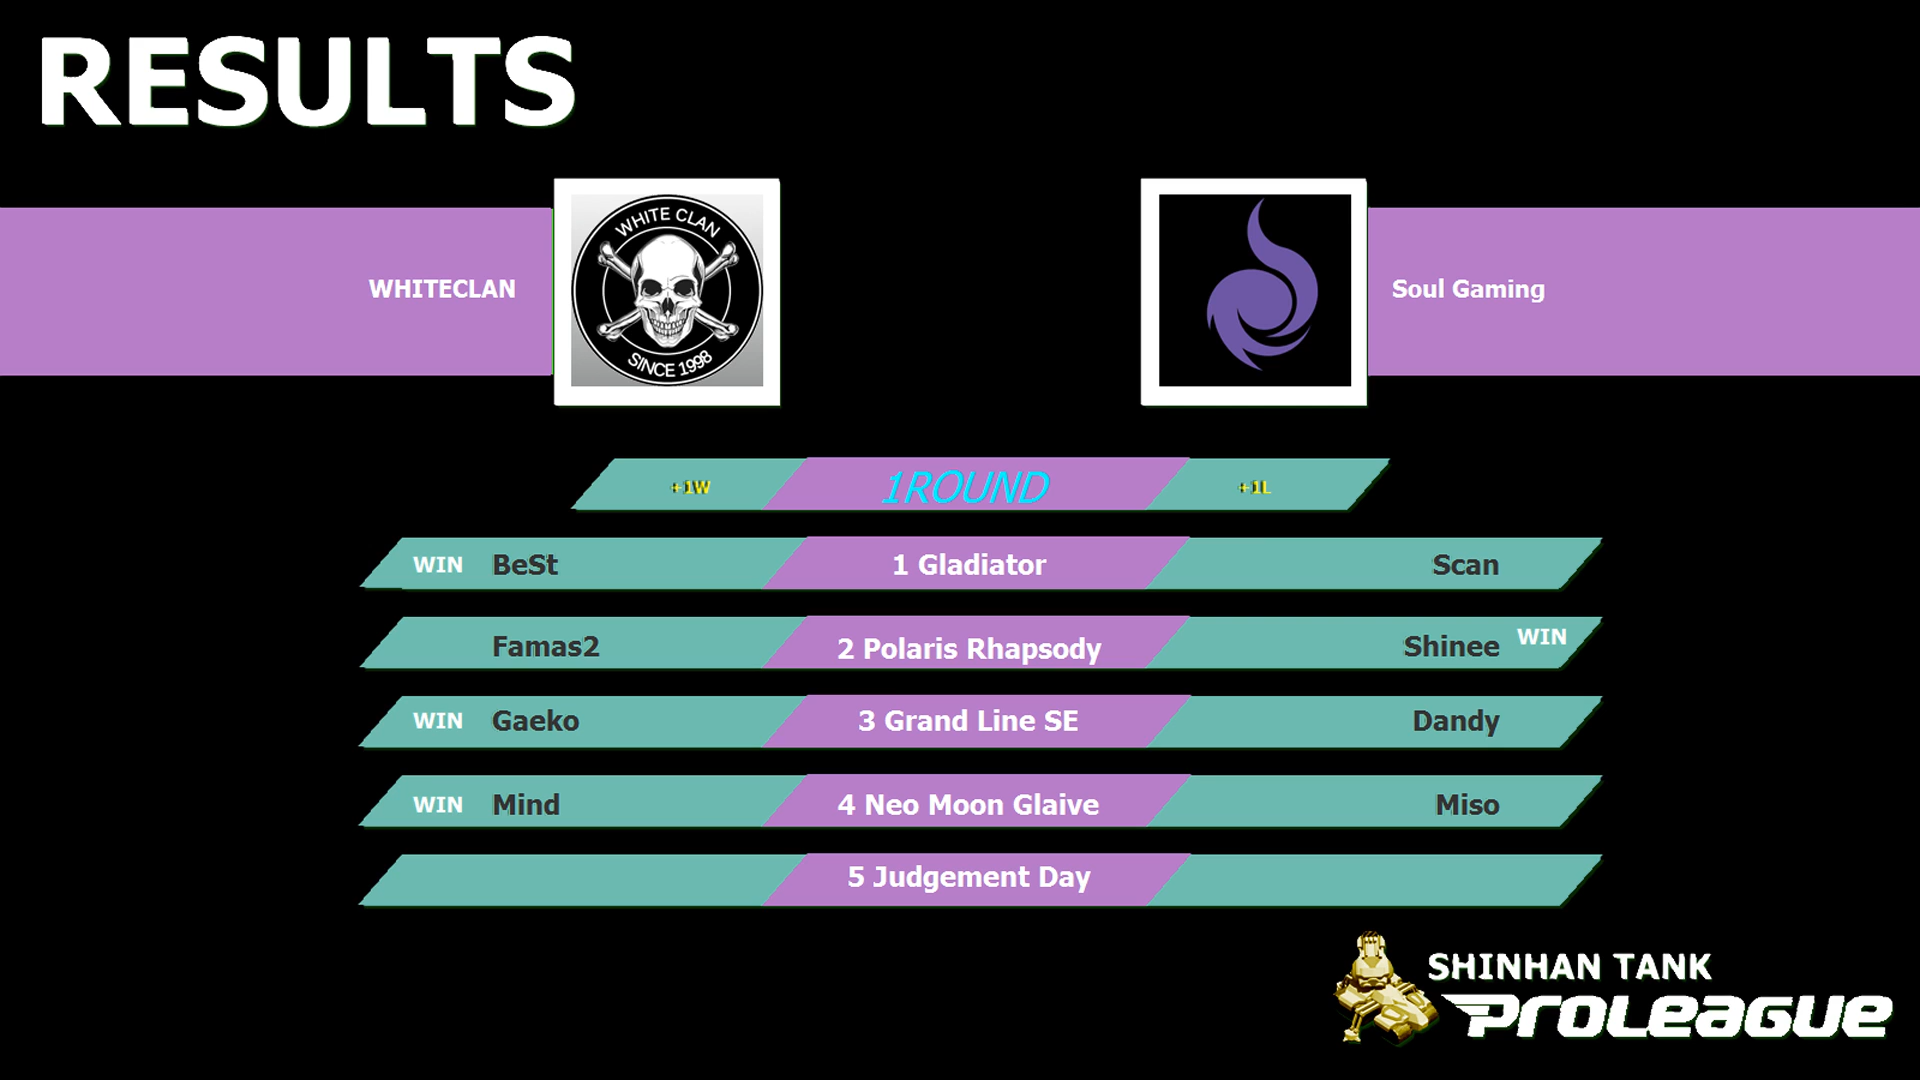 RESULTS
WHITECLAN
WHITE CLAN
SINCE 1998
Soul Gaming
+1W 1ROUND +1L
WIN BeSt 1 Gladiator Scan
Famas2 2 Polaris Rhapsody Shinee WIN
WIN Gaeko 3 Grand Line SE Dandy
WIN Mind 4 Neo Moon Glaive Miso
5 Judgement Day
SHINHAN TANK
PROLEAGUE